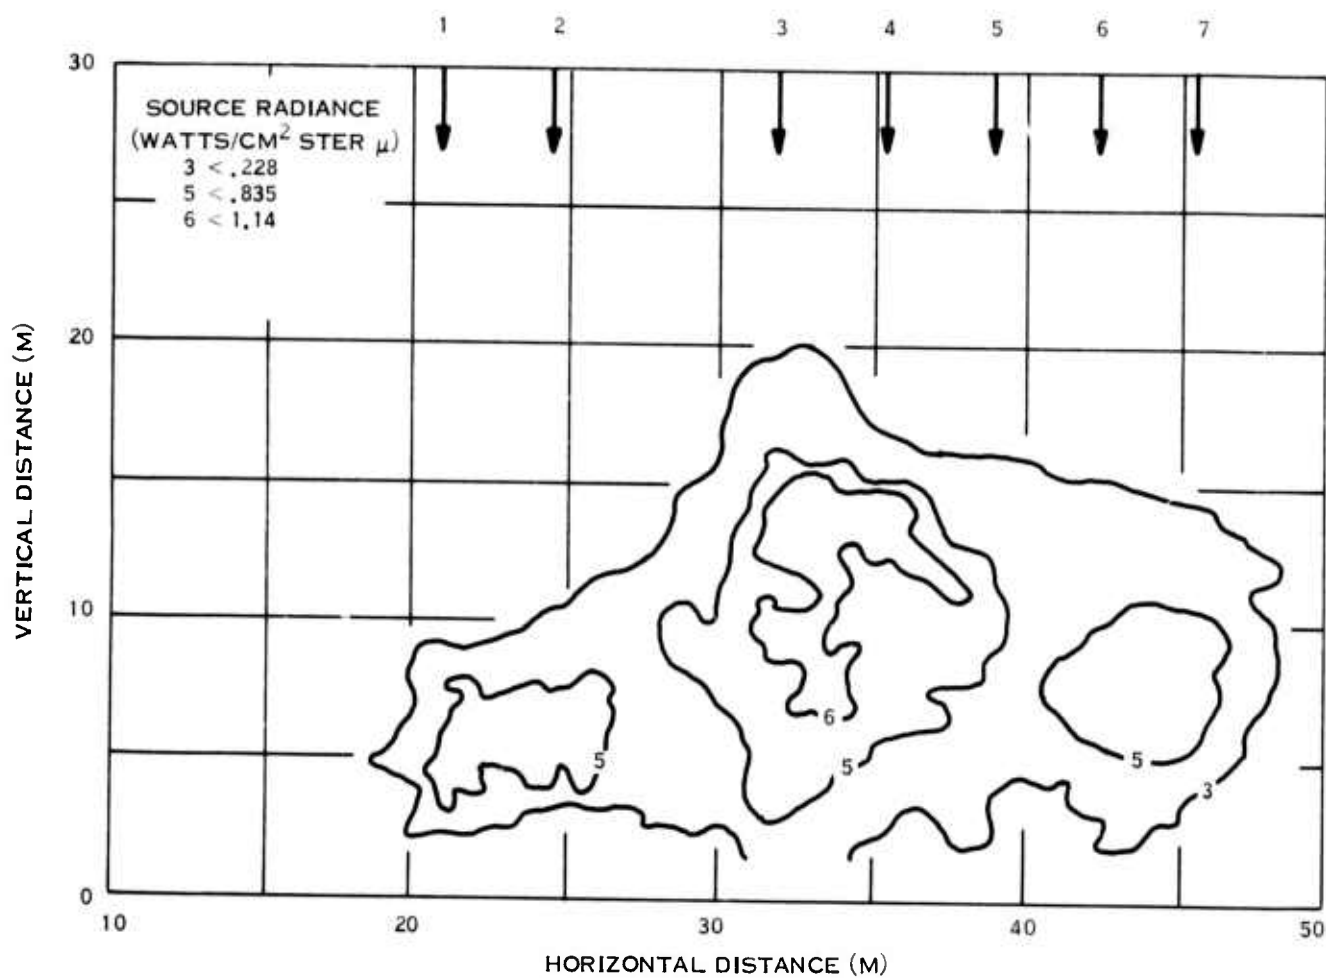 1 2 3 4 5 6 7
30
SOURCE RADIANCE
(WATTS/CM² STER μ)
3 < .228
5 < .835
6 < 1.14
20
VERTICAL DISTANCE (M)
10
6
5
5
5
3
0
10 20 30 40 50
HORIZONTAL DISTANCE (M)